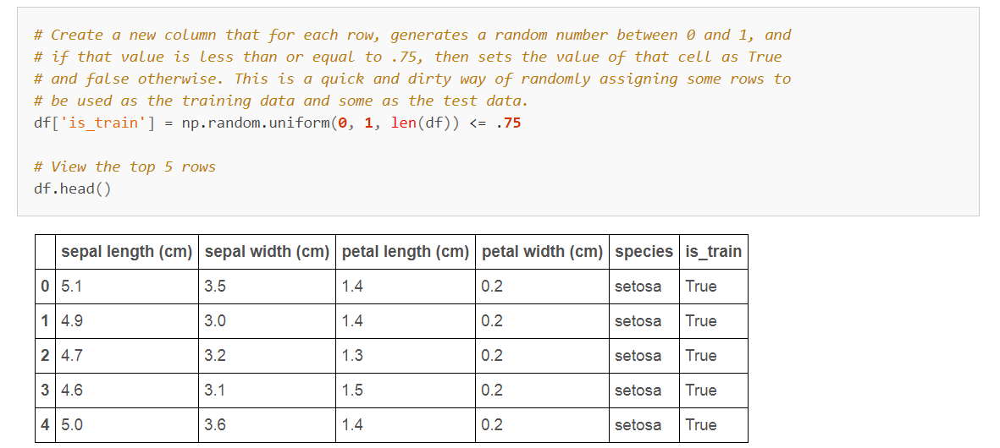 # Create a new column that for each row, generates a random number between 0 and 1, and
# if that value is less than or equal to .75, then sets the value of that cell as True
# and false otherwise. This is a quick and dirty way of randomly assigning some rows to
# be used as the training data and some as the test data.
df['is_train'] = np.random.uniform(0, 1, len(df)) <= .75
# View the top 5 rows
df.head()
sepal length (cm) sepal width (cm) petal length (cm) petal width (cm) species is_train
0 5.1 3.5 1.4 0.2 setosa True
1 4.9 3.0 1.4 0.2 setosa True
2 4.7 3.2 1.3 0.2 setosa True
3 4.6 3.1 1.5 0.2 setosa True
4 5.0 3.6 1.4 0.2 setosa True